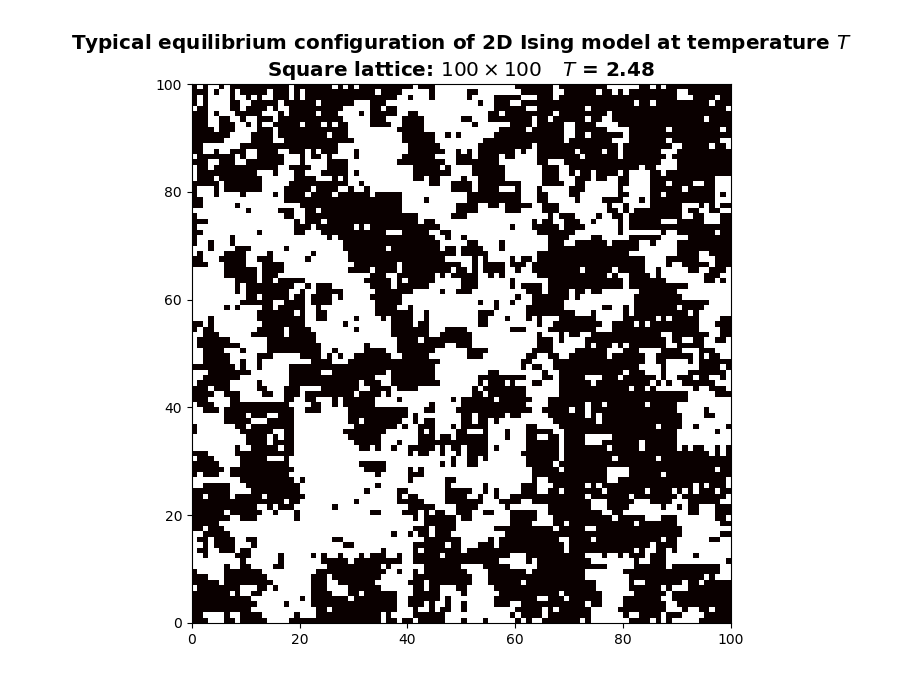 Typical equilibrium configuration of 2D Ising model at temperature T
Square lattice: 100 × 100 T = 2.48
100
80
60
40
20
0
0 20 40 60 80 100